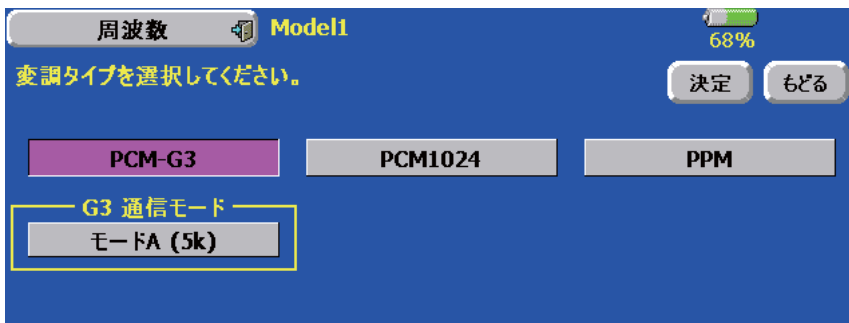 周波数 Model1
68%
変調タイプを選択してください。
決定 もどる
PCM-G3 PCM1024 PPM
G3 通信モード
モードA (5k)